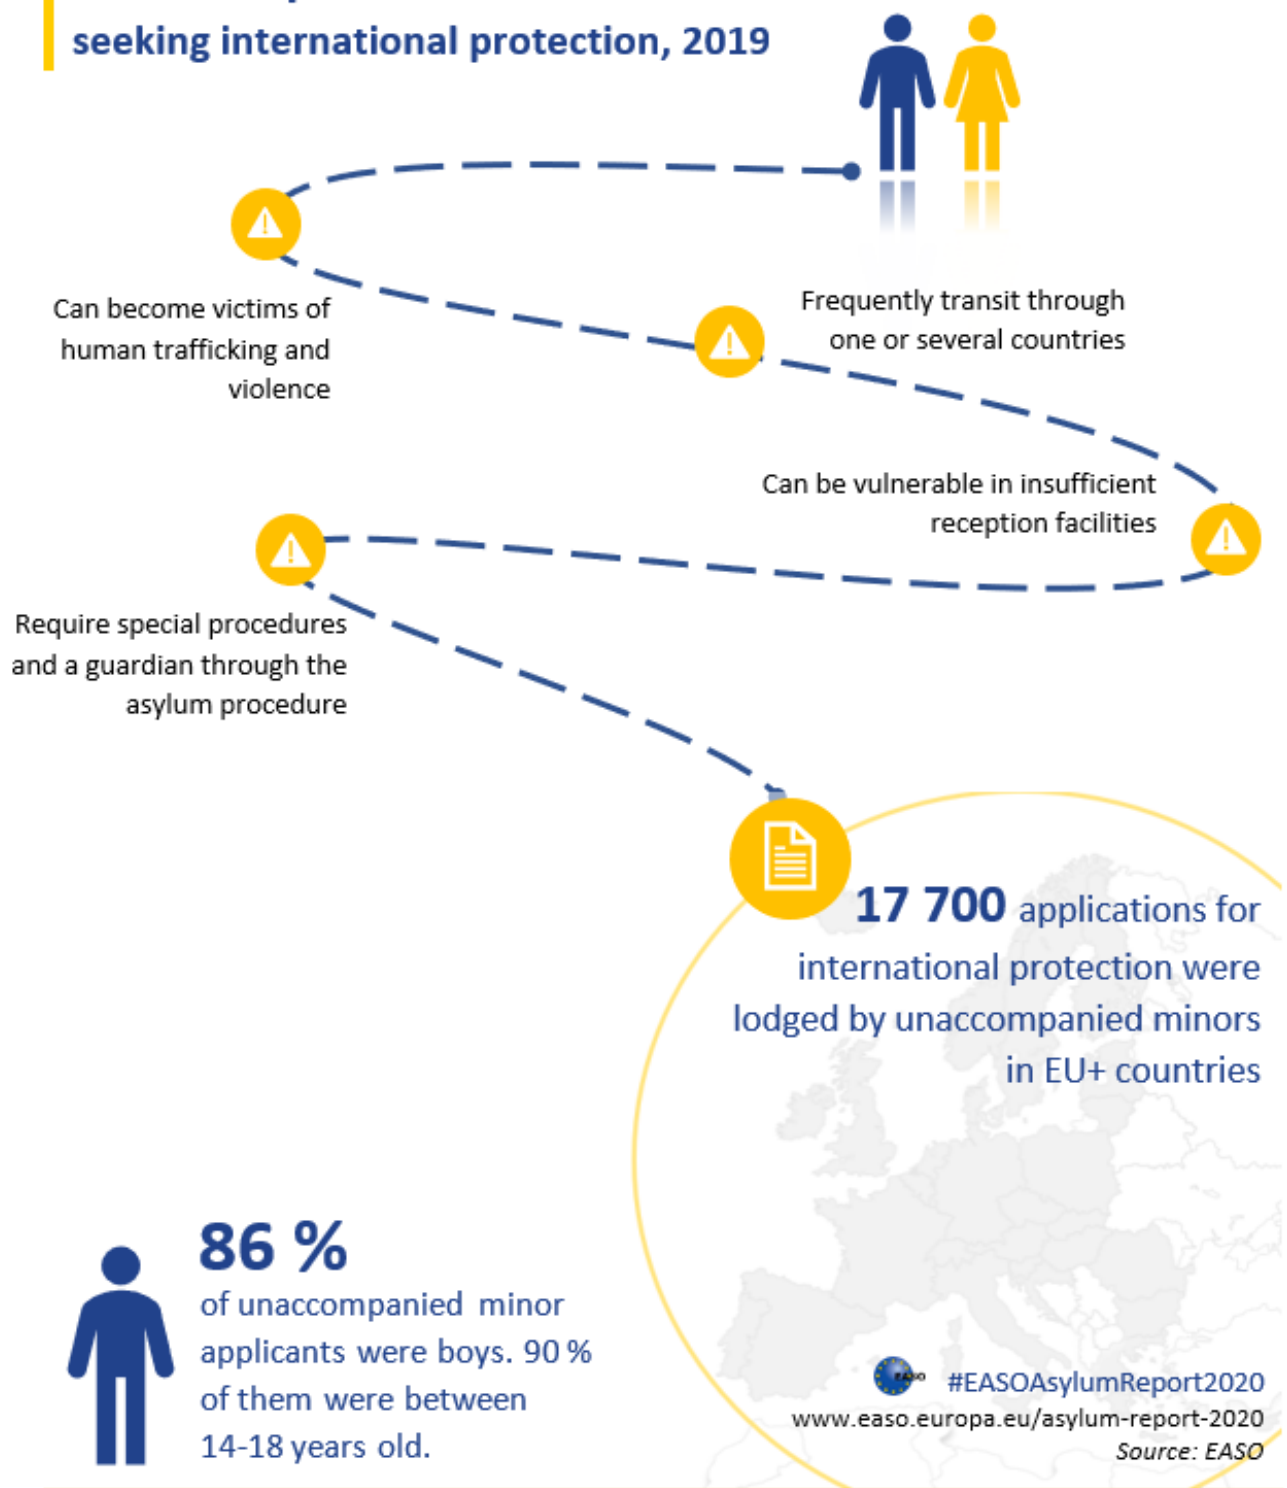 seeking international protection, 2019
Can become victims of
human trafficking and
violence
Frequently transit through
one or several countries
Can be vulnerable in insufficient
reception facilities
Require special procedures
and a guardian through the
asylum procedure
17 700 applications for
international protection were
lodged by unaccompanied minors
in EU+ countries
86 %
of unaccompanied minor
applicants were boys. 90 %
of them were between
14-18 years old.
EASO
#EASOAsylumReport2020
www.easo.europa.eu/asylum-report-2020
Source: EASO